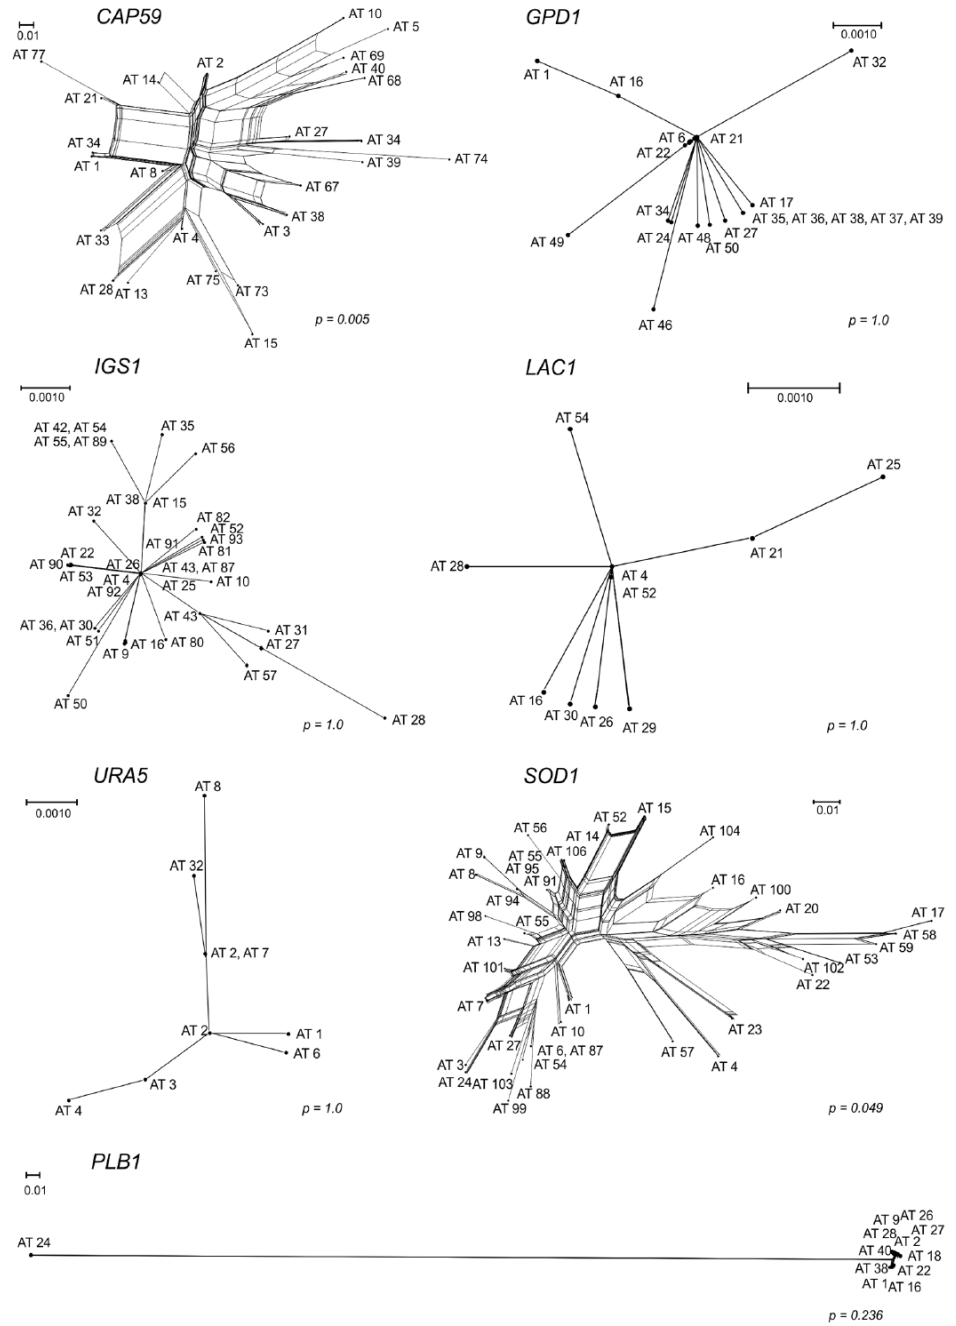 CAP59
0.01
AT 10
AT 5
AT 77
AT 14
AT 2
AT 69
AT 40
AT 68
AT 21
AT 34
AT 1
AT 8
AT 27
AT 34
AT 39
AT 74
AT 67
AT 38
AT 3
AT 33
AT 4
AT 28
AT 13
AT 75
AT 73
AT 15
p = 0.005
GPD1
0.0010
AT 1
AT 16
AT 32
AT 6
AT 21
AT 22
AT 34
AT 24
AT 48
AT 50
AT 27
AT 17
AT 35, AT 36, AT 38, AT 37, AT 39
AT 49
AT 46
p = 1.0
IGS1
0.0010
AT 42, AT 54
AT 55, AT 89
AT 35
AT 56
AT 38
AT 15
AT 32
AT 82
AT 52
AT 93
AT 81
AT 91
AT 22
AT 90
AT 53
AT 26
AT 4
AT 92
AT 43, AT 87
AT 25
AT 10
AT 36, AT 30
AT 51
AT 9
AT 16
AT 80
AT 43
AT 31
AT 27
AT 57
AT 50
AT 28
p = 1.0
LAC1
0.0010
AT 54
AT 25
AT 21
AT 28
AT 4
AT 52
AT 16
AT 30
AT 26
AT 29
p = 1.0
URA5
0.0010
AT 8
AT 32
AT 2, AT 7
AT 2
AT 1
AT 6
AT 3
AT 4
p = 1.0
SOD1
0.01
AT 52
AT 15
AT 56
AT 14
AT 104
AT 9
AT 55
AT 106
AT 95
AT 8
AT 91
AT 94
AT 16
AT 100
AT 98
AT 55
AT 20
AT 17
AT 58
AT 59
AT 13
AT 53
AT 102
AT 22
AT 101
AT 7
AT 1
AT 10
AT 23
AT 27
AT 6, AT 87
AT 54
AT 57
AT 4
AT 3
AT 24
AT 103
AT 88
AT 99
p = 0.049
PLB1
0.01
AT 24
AT 9
AT 26
AT 28
AT 27
AT 2
AT 40
AT 18
AT 38
AT 22
AT 1
AT 16
p = 0.236